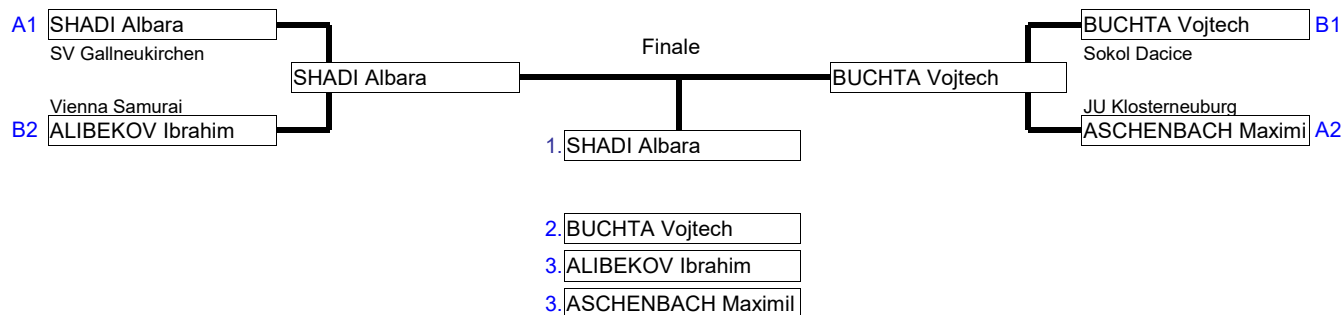 A1 SHADI Albara BUCHTA Vojtech B1
SV Gallneukirchen Finale Sokol Dacice
SHADI Albara BUCHTA Vojtech
Vienna Samurai JU Klosterneuburg
B2 ALIBEKOV Ibrahim ASCHENBACH Maximi A2
1. SHADI Albara
2. BUCHTA Vojtech
3. ALIBEKOV Ibrahim
3. ASCHENBACH Maximil